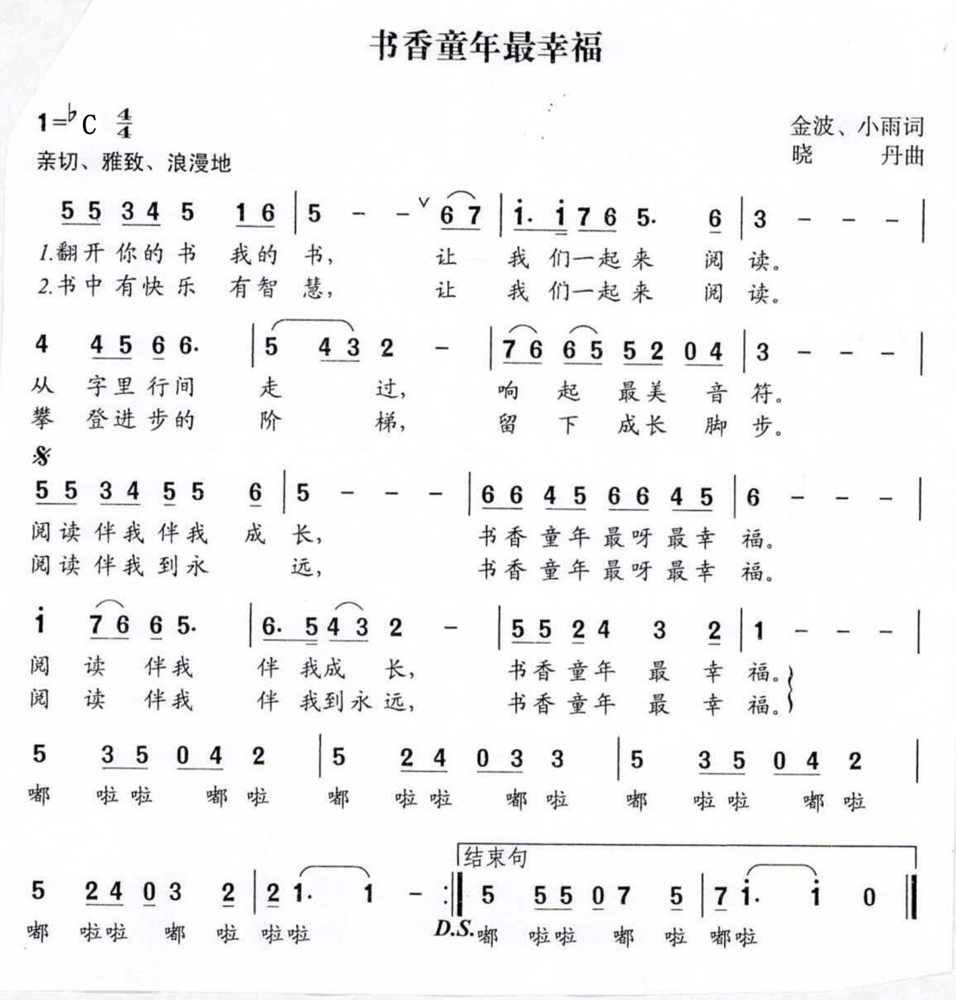 书香童年最幸福
1=♭C 4/4
金波、小雨词
亲切、雅致、浪漫地
晓 丹曲
5 5 3 4 5 1 6 | 5 - - ∨ 6 7 | i. i 7 6 5. 6 | 3 - - - |
1.翻开 你的 书 我的 书， 让 我 们一起 来 阅 读。
2.书中 有快 乐 有智 慧， 让 我 们一起 来 阅 读。
4 4 5 6 6. | 5 4 3 2 - | 7 6 6 5 5 2 0 4 | 3 - - - |
从 字里 行间 走 过， 响 起 最美 音 符。
攀 登进 步的 阶 梯， 留 下 成长 脚 步。
𝄋
5 5 3 4 5 5 6 | 5 - - - | 6 6 4 5 6 6 4 5 | 6 - - - |
阅读 伴我 伴我 成 长， 书香 童年 最呀 最幸 福。
阅读 伴我 到永 远， 书香 童年 最呀 最幸 福。
i 7 6 6 5. | 6. 5 4 3 2 - | 5 5 2 4 3 2 | 1 - - - |
阅 读 伴我 伴 我成 长， 书香 童年 最 幸 福。
阅 读 伴我 伴 我到永 远， 书香 童年 最 幸 福。
5 3 5 0 4 2 | 5 2 4 0 3 3 | 5 3 5 0 4 2 |
嘟 啦啦 嘟 啦 嘟 啦啦 嘟 啦 嘟 啦啦 嘟 啦
结束句
5 2 4 0 3 2 | 2 1. 1 - :‖ 5 5 5 0 7 5 | 7 i. i 0 ‖
嘟 啦啦 嘟 啦 啦啦 D.S. 嘟 啦啦 嘟 啦 嘟啦